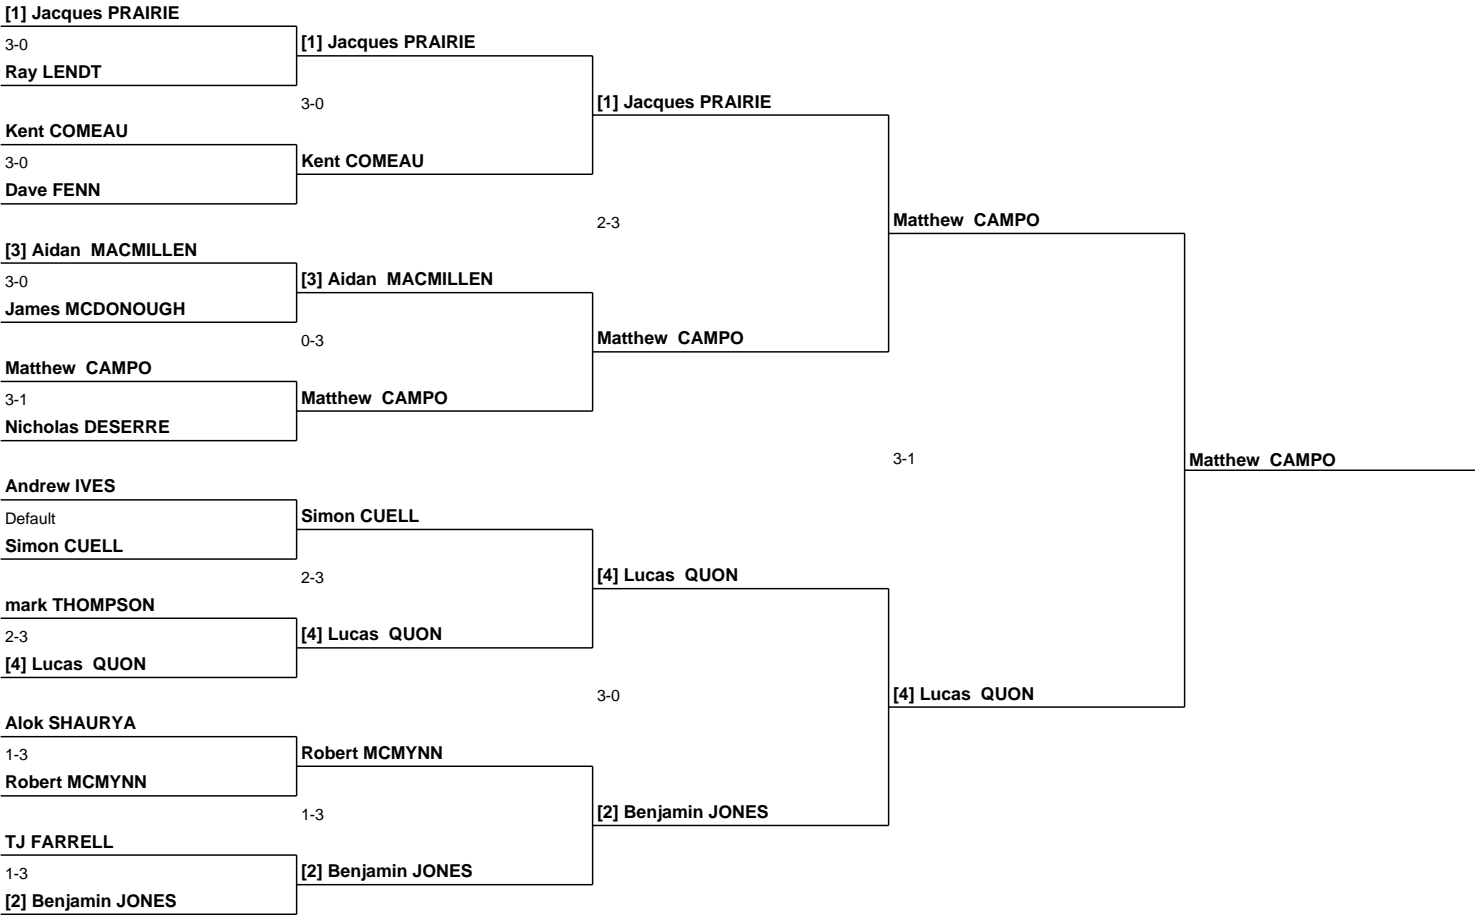 [1] Jacques PRAIRIE
3-0
Ray LENDT
Kent COMEAU
3-0
Dave FENN
[3] Aidan  MACMILLEN
3-0
James MCDONOUGH
Matthew  CAMPO
3-1
Nicholas DESERRE
Andrew IVES
Default
Simon CUELL
mark THOMPSON
2-3
[4] Lucas  QUON
Alok SHAURYA
1-3
Robert MCMYNN
TJ FARRELL
1-3
[2] Benjamin JONES
[1] Jacques PRAIRIE
3-0
Kent COMEAU
[3] Aidan  MACMILLEN
0-3
Matthew  CAMPO
Simon CUELL
2-3
[4] Lucas  QUON
Robert MCMYNN
1-3
[2] Benjamin JONES
[1] Jacques PRAIRIE
2-3
Matthew  CAMPO
[4] Lucas  QUON
3-0
[2] Benjamin JONES
Matthew  CAMPO
3-1
[4] Lucas  QUON
Matthew  CAMPO